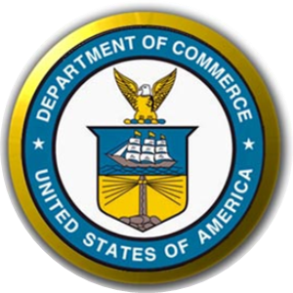 DEPARTMENT OF COMMERCE
UNITED STATES OF AMERICA